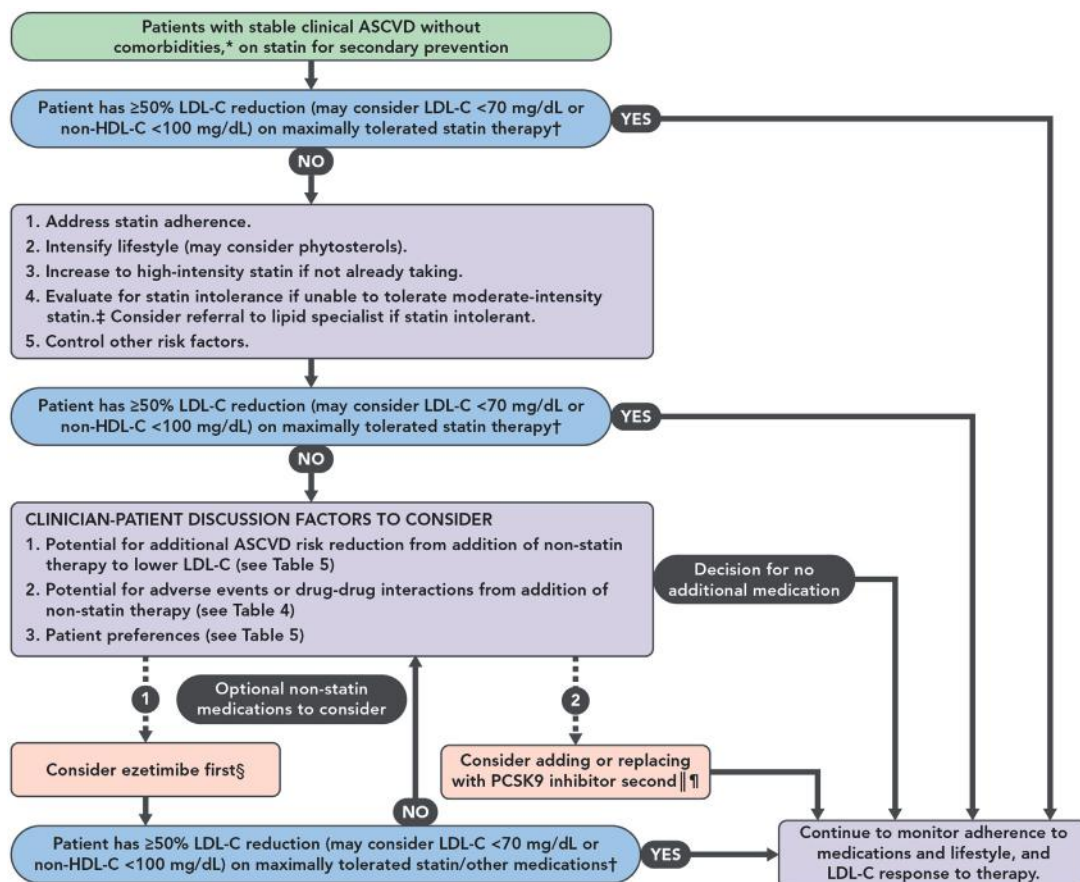 Patients with stable clinical ASCVD without
comorbidities,* on statin for secondary prevention
Patient has ≥50% LDL-C reduction (may consider LDL-C <70 mg/dL or
non-HDL-C <100 mg/dL) on maximally tolerated statin therapy†
YES
NO
1. Address statin adherence.
2. Intensify lifestyle (may consider phytosterols).
3. Increase to high-intensity statin if not already taking.
4. Evaluate for statin intolerance if unable to tolerate moderate-intensity
statin.‡ Consider referral to lipid specialist if statin intolerant.
5. Control other risk factors.
Patient has ≥50% LDL-C reduction (may consider LDL-C <70 mg/dL or
non-HDL-C <100 mg/dL) on maximally tolerated statin therapy†
YES
NO
CLINICIAN-PATIENT DISCUSSION FACTORS TO CONSIDER
1. Potential for additional ASCVD risk reduction from addition of non-statin
therapy to lower LDL-C (see Table 5)
2. Potential for adverse events or drug-drug interactions from addition of
non-statin therapy (see Table 4)
3. Patient preferences (see Table 5)
Decision for no
additional medication
1
Optional non-statin
medications to consider
2
Consider ezetimibe first§
Consider adding or replacing
with PCSK9 inhibitor second‖¶
NO
Patient has ≥50% LDL-C reduction (may consider LDL-C <70 mg/dL or
non-HDL-C <100 mg/dL) on maximally tolerated statin/other medications†
YES
Continue to monitor adherence to
medications and lifestyle, and
LDL-C response to therapy.